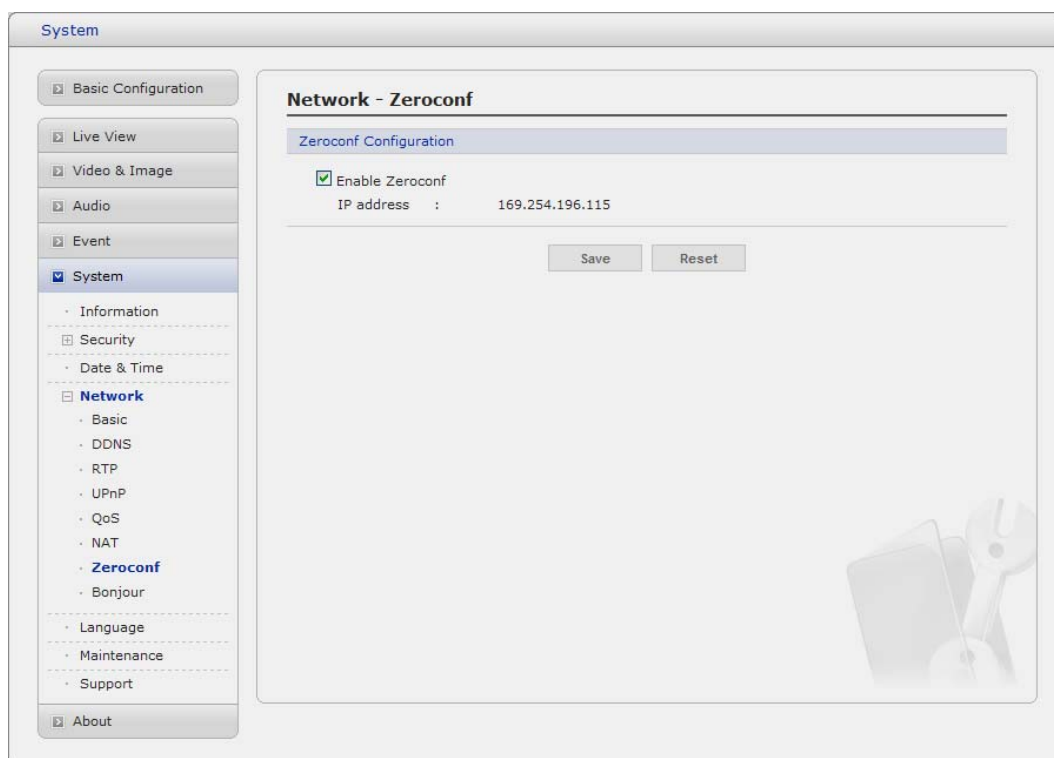 System
Basic Configuration
Live View
Video & Image
Audio
Event
System
Information
Security
Date & Time
Network
Basic
DDNS
RTP
UPnP
QoS
NAT
Zeroconf
Bonjour
Language
Maintenance
Support
About
Network - Zeroconf
Zeroconf Configuration
Enable Zeroconf
IP address : 169.254.196.115
Save Reset